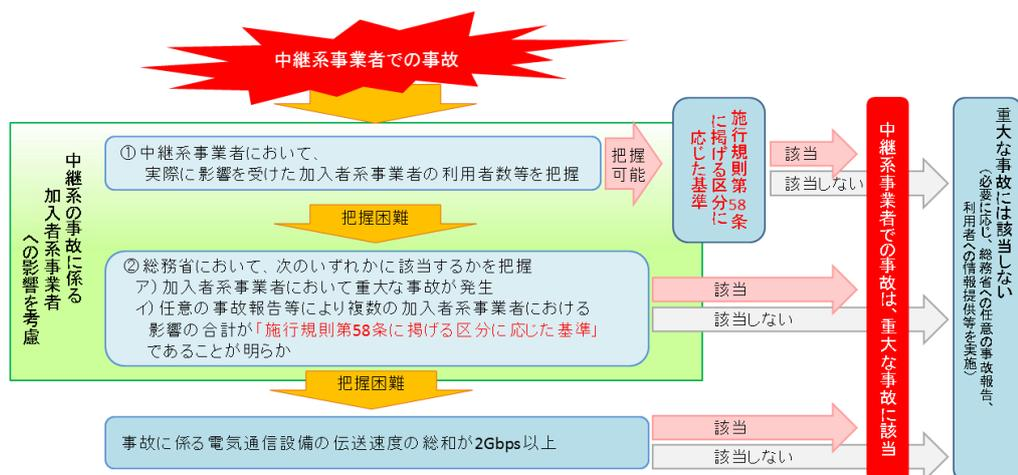 中継系事業者での事故
中継系の事故に係る
加入者系事業者
への影響を考慮
①中継系事業者において、
実際に影響を受けた加入者系事業者の利用者数等を把握
把握
可能
施行規則第58条
に掲げる区分に
応じた基準
該当
該当しない
把握困難
②総務省において、次のいずれかに該当するかを把握
ア）加入者系事業者において重大な事故が発生
イ）任意の事故報告等により複数の加入者系事業者における
影響の合計が「施行規則第58条に掲げる区分に応じた基準」
であることが明らか
該当
該当しない
把握困難
事故に係る電気通信設備の伝送速度の総和が2Gbps以上
該当
該当しない
中継系事業者での事故は、重大な事故に該当
重大な事故には該当しない
（必要に応じ、総務省への任意の事故報告、
利用者への情報提供等を実施）